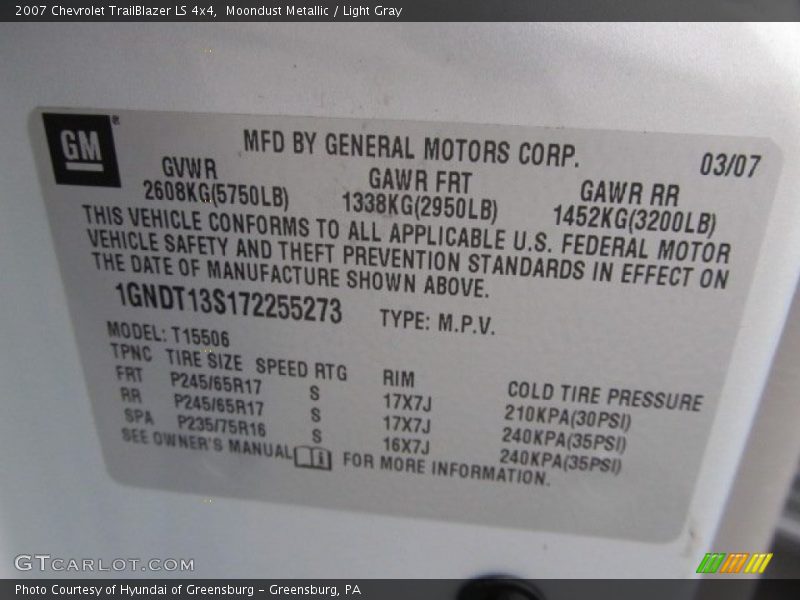 2007 Chevrolet TrailBlazer LS 4x4,  Moondust Metallic / Light Gray
GM® MFD BY GENERAL MOTORS CORP. 03/07
GVWR GAWR FRT GAWR RR
2608KG(5750LB) 1338KG(2950LB) 1452KG(3200LB)
THIS VEHICLE CONFORMS TO ALL APPLICABLE U.S. FEDERAL MOTOR
VEHICLE SAFETY AND THEFT PREVENTION STANDARDS IN EFFECT ON
THE DATE OF MANUFACTURE SHOWN ABOVE.
1GNDT13S172255273 TYPE: M.P.V.
MODEL: T15506
TPNC TIRE SIZE SPEED RTG RIM COLD TIRE PRESSURE
FRT P245/65R17 S 17X7J 210KPA(30PSI)
RR P245/65R17 S 17X7J 240KPA(35PSI)
SPA P235/75R16 S 16X7J 240KPA(35PSI)
SEE OWNER'S MANUAL FOR MORE INFORMATION.
GTCARLOT.COM
Photo Courtesy of Hyundai of Greensburg - Greensburg, PA